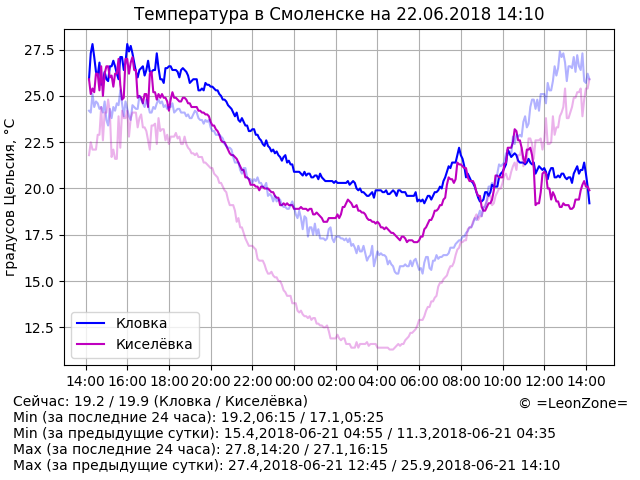 Температура в Смоленске на 22.06.2018 14:10
градусов Цельсия, °C
27.5
25.0
22.5
20.0
17.5
15.0
12.5
Кловка
Киселёвка
14:00 16:00 18:00 20:00 22:00 00:00 02:00 04:00 06:00 08:00 10:00 12:00 14:00
Сейчас: 19.2 / 19.9 (Кловка / Киселёвка)
© =LeonZone=
Min (за последние 24 часа): 19.2,06:15 / 17.1,05:25
Min (за предыдущие сутки): 15.4,2018-06-21 04:55 / 11.3,2018-06-21 04:35
Max (за последние 24 часа): 27.8,14:20 / 27.1,16:15
Max (за предыдущие сутки): 27.4,2018-06-21 12:45 / 25.9,2018-06-21 14:10